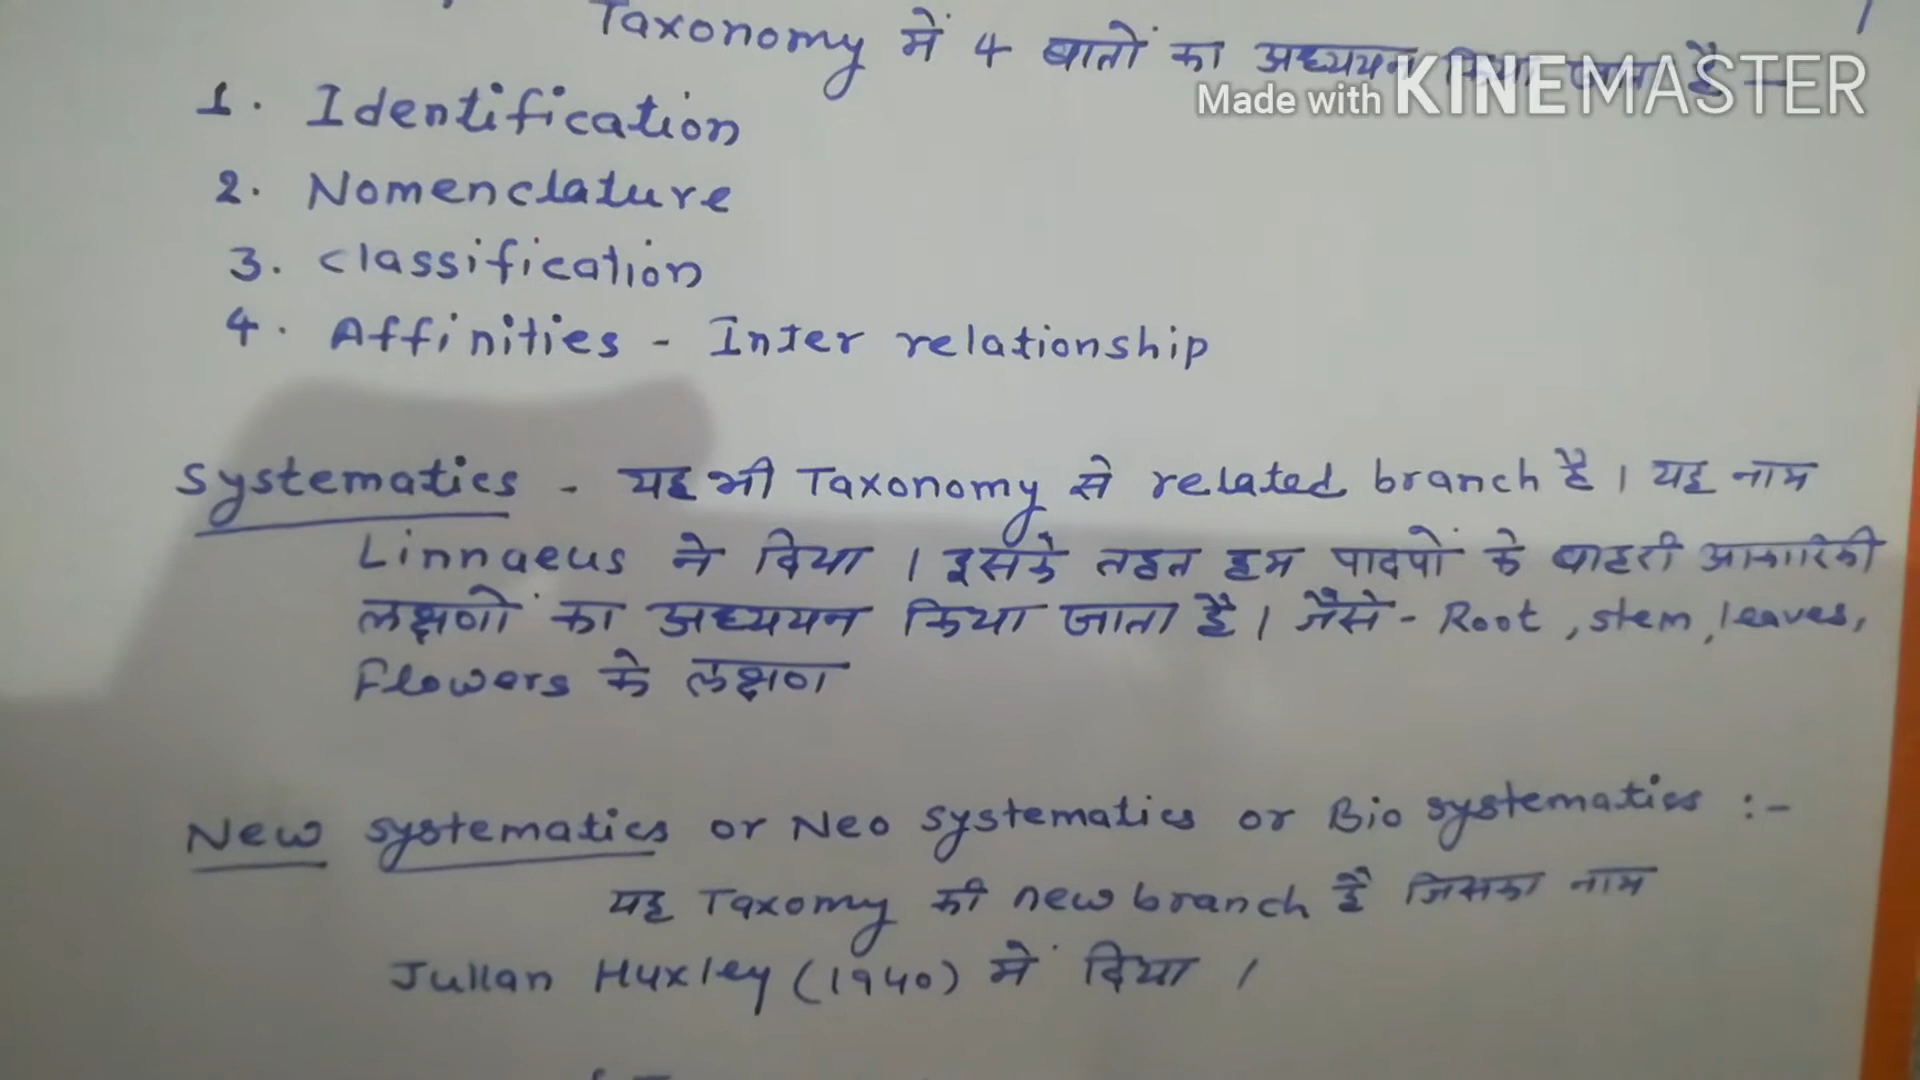 Taxonomy में 4 बातों का अध्ययन किया जाता है -
Made with KINEMASTER
1. Identification
2. Nomenclature
3. Classification
4. Affinities - Inter relationship
Systematics - यह भी Taxonomy से related branch है । यह नाम
Linnaeus ने दिया । इसके तहत हम पादपों के बाहरी आकारिकी
लक्षणों का अध्ययन किया जाता है । जैसे - Root, stem, leaves,
Flowers के लक्षण
New systematics or Neo systematics or Bio systematics :-
यह Taxomy की new branch है जिसका नाम
Julian Huxley (1940) में दिया ।